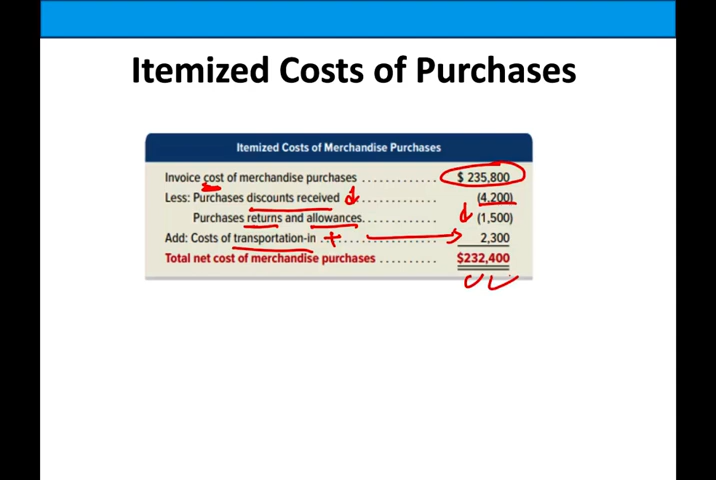 Itemized Costs of Purchases
Itemized Costs of Merchandise Purchases
Invoice cost of merchandise purchases . . . . . . . . . . . . . $ 235,800
Less: Purchases discounts received d . . . . . . . . . . . . . (4,200)
Purchases returns and allowances. . . . . . . . . . . . . d (1,500)
Add: Costs of transportation-in + . . . . . . . . . . . . . 2,300
Total net cost of merchandise purchases . . . . . . . . . . $232,400